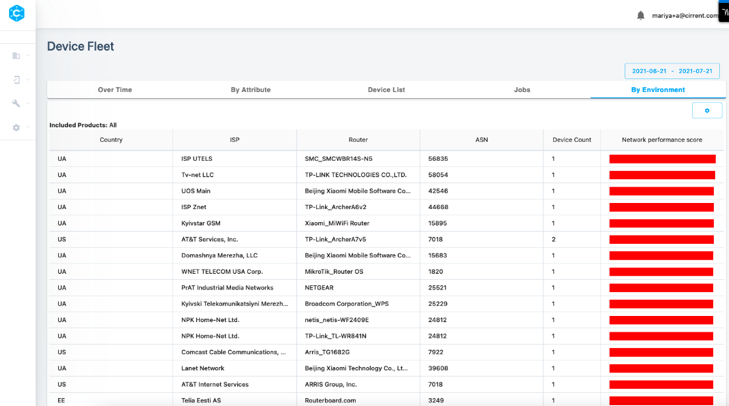 mariya+a@cirrent.com
Device Fleet
2021-06-21 - 2021-07-21
Over Time By Attribute Device List Jobs By Environment
Included Products: All
Country ISP Router ASN Device Count Network performance score
UA ISP UTELS SMC_SMCWBR14S-N5 56835 1
UA Tv-net LLC TP-LINK TECHNOLOGIES CO.,LTD. 58054 1
UA UOS Main Beijing Xiaomi Mobile Software Co... 42546 1
UA ISP Znet TP-Link_ArcherA6v2 44668 1
UA Kyivstar GSM Xiaomi_MiWiFi Router 15895 1
US AT&T Services, Inc. TP-Link_ArcherA7v5 7018 2
UA Domashnya Merezha, LLC Beijing Xiaomi Mobile Software Co... 15683 1
UA WNET TELECOM USA Corp. MikroTik_Router OS 1820 1
UA PrAT Industrial Media Networks NETGEAR 25521 1
UA Kyivski Telekomunikatsiyni Merezh... Broadcom Corporation_WPS 25229 1
UA NPK Home-Net Ltd. netis_netis-WF2409E 24812 1
UA NPK Home-Net Ltd. TP-Link_TL-WR841N 24812 1
US Comcast Cable Communications, ... Arris_TG1682G 7922 1
UA Lanet Network Beijing Xiaomi Technology Co., Lt... 39608 1
US AT&T Internet Services ARRIS Group, Inc. 7018 1
EE Telia Eesti AS Routerboard.com 3249 1